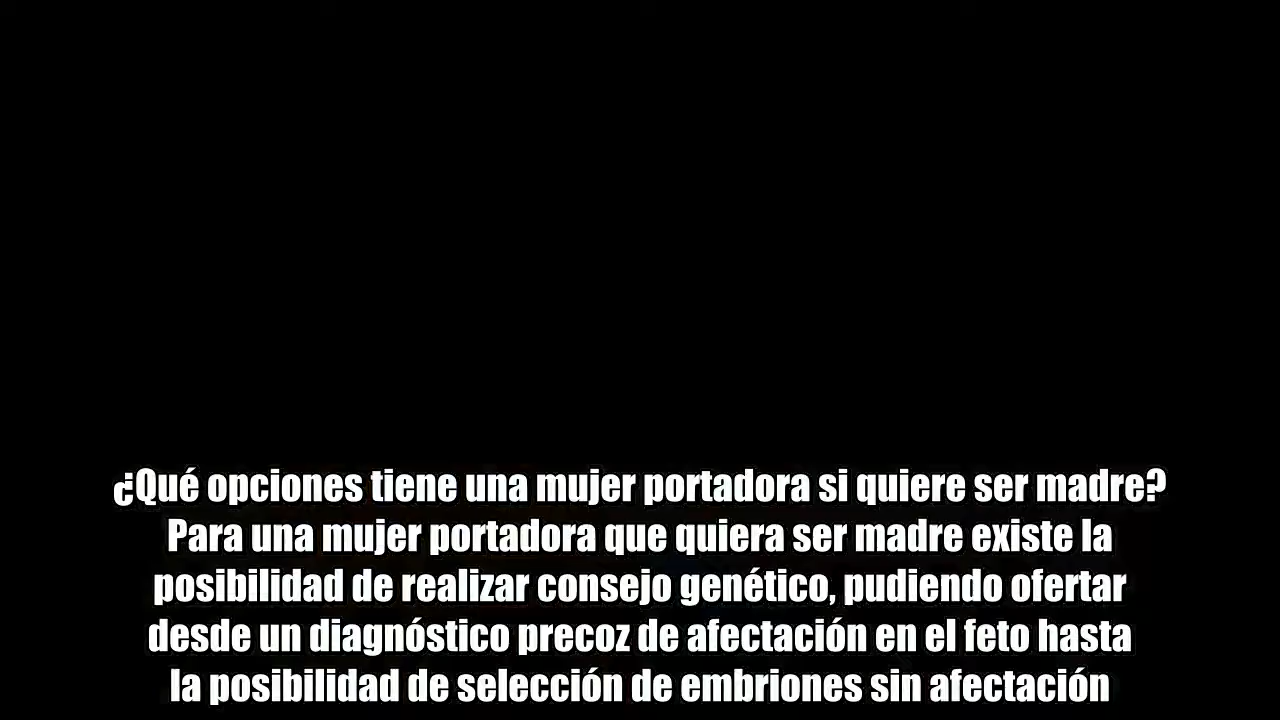 ¿Qué opciones tiene una mujer portadora si quiere ser madre?
Para una mujer portadora que quiera ser madre existe la
posibilidad de realizar consejo genético, pudiendo ofertar
desde un diagnóstico precoz de afectación en el feto hasta
la posibilidad de selección de embriones sin afectación